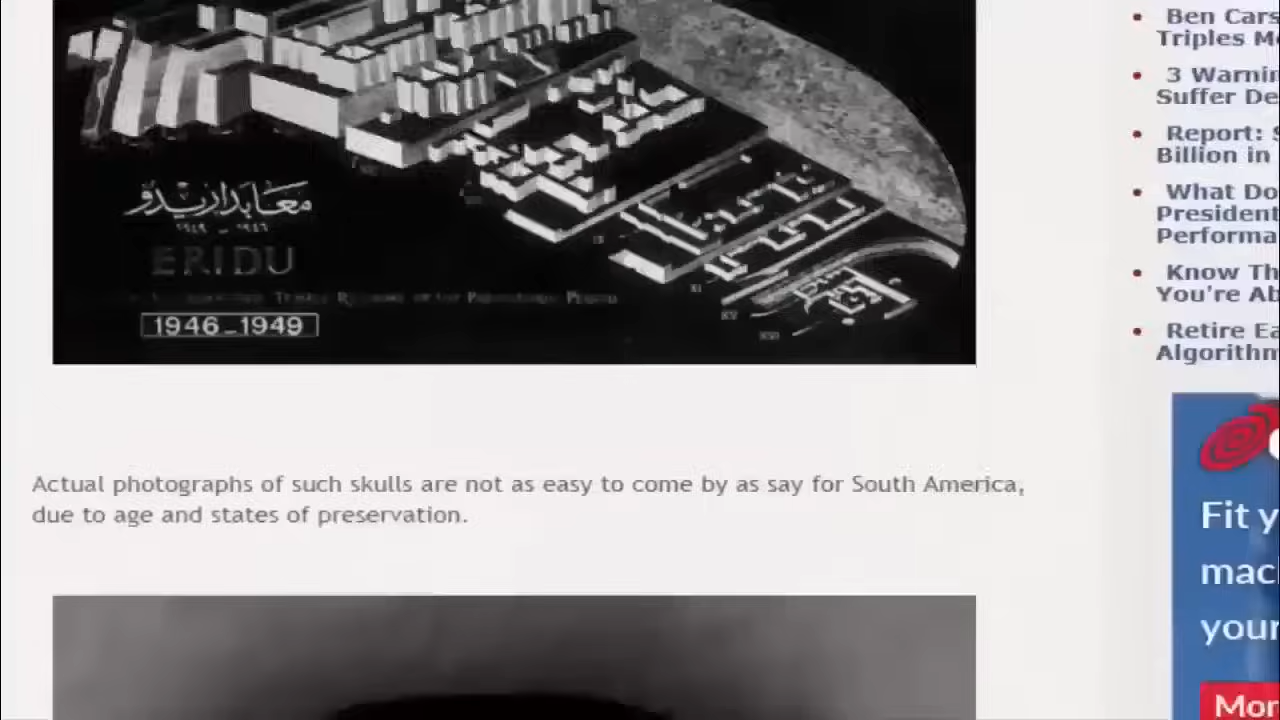 معابد اريدو
١٩٤٦ - ١٩٤٩
ERIDU
1946_1949
Actual photographs of such skulls are not as easy to come by as say for South America,
due to age and states of preservation.
Ben Cars
Triples M
3 Warnin
Suffer De
Report: S
Billion in
What Do
President
Performa
Know Th
You're Ab
Retire Ea
Algorithm
Fit y
mac
your
Mor